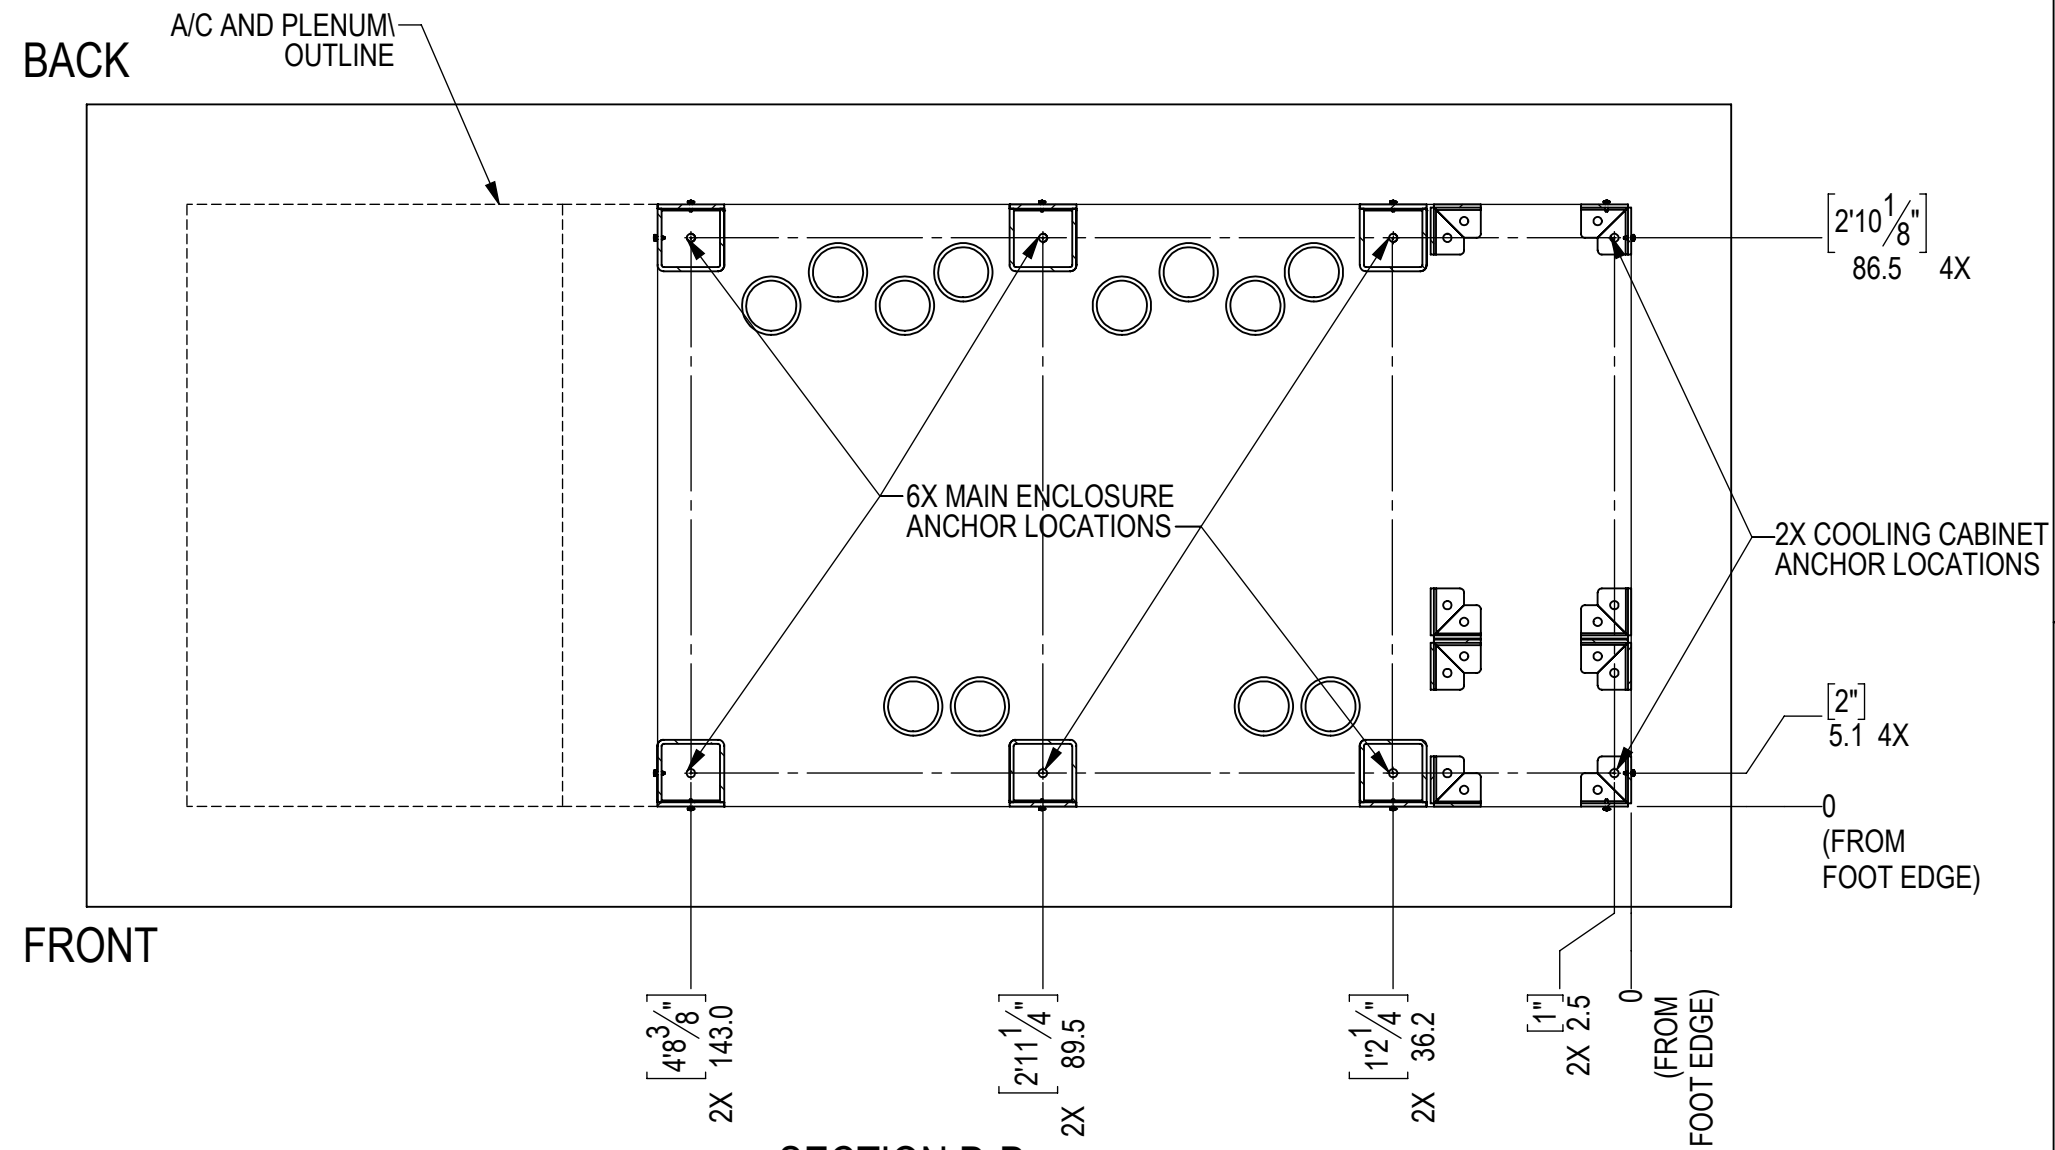 A/C AND PLENUM\
OUTLINE
BACK
[2'10 1/8"]
86.5 4X
6X MAIN ENCLOSURE
ANCHOR LOCATIONS
2X COOLING CABINET
ANCHOR LOCATIONS
[2"]
5.1 4X
0
(FROM
FOOT EDGE)
FRONT
[4'8 3/8"]
2X 143.0
[2'11 1/4"]
2X 89.5
[1'2 1/4"]
2X 36.2
[1"]
2X 2.5
0
(FROM
FOOT EDGE)